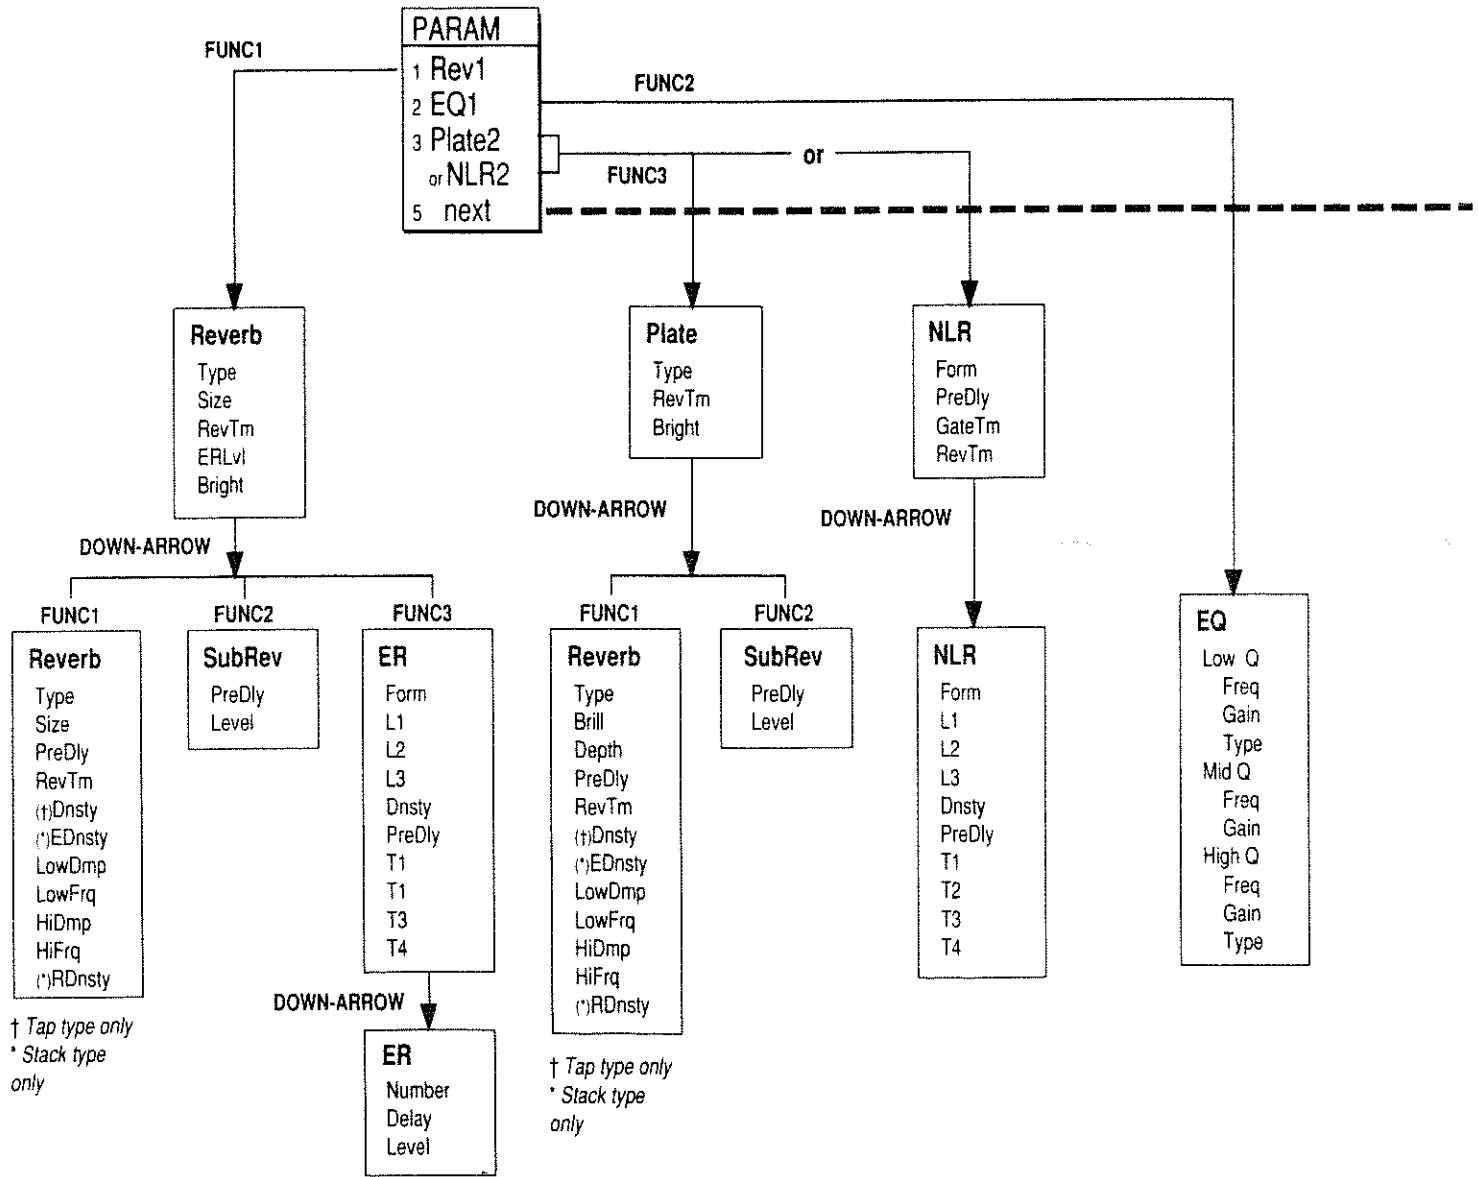 PARAM
FUNC1
1 Rev1
FUNC2
2 EQ1
3 Plate2
or
or NLR2
FUNC3
5 next
Reverb
Type
Size
RevTm
ERLvl
Bright
Plate
Type
RevTm
Bright
NLR
Form
PreDly
GateTm
RevTm
DOWN-ARROW
DOWN-ARROW
DOWN-ARROW
FUNC1
FUNC2
FUNC3
FUNC1
FUNC2
Reverb
Type
Size
PreDly
RevTm
(†)Dnsty
(*)EDnsty
LowDmp
LowFrq
HiDmp
HiFrq
(*)RDnsty
† Tap type only
* Stack type
only
SubRev
PreDly
Level
ER
Form
L1
L2
L3
Dnsty
PreDly
T1
T1
T3
T4
DOWN-ARROW
ER
Number
Delay
Level
Reverb
Type
Brill
Depth
PreDly
RevTm
(†)Dnsty
(*)EDnsty
LowDmp
LowFrq
HiDmp
HiFrq
(*)RDnsty
† Tap type only
* Stack type
only
SubRev
PreDly
Level
NLR
Form
L1
L2
L3
Dnsty
PreDly
T1
T2
T3
T4
EQ
Low Q
Freq
Gain
Type
Mid Q
Freq
Gain
High Q
Freq
Gain
Type